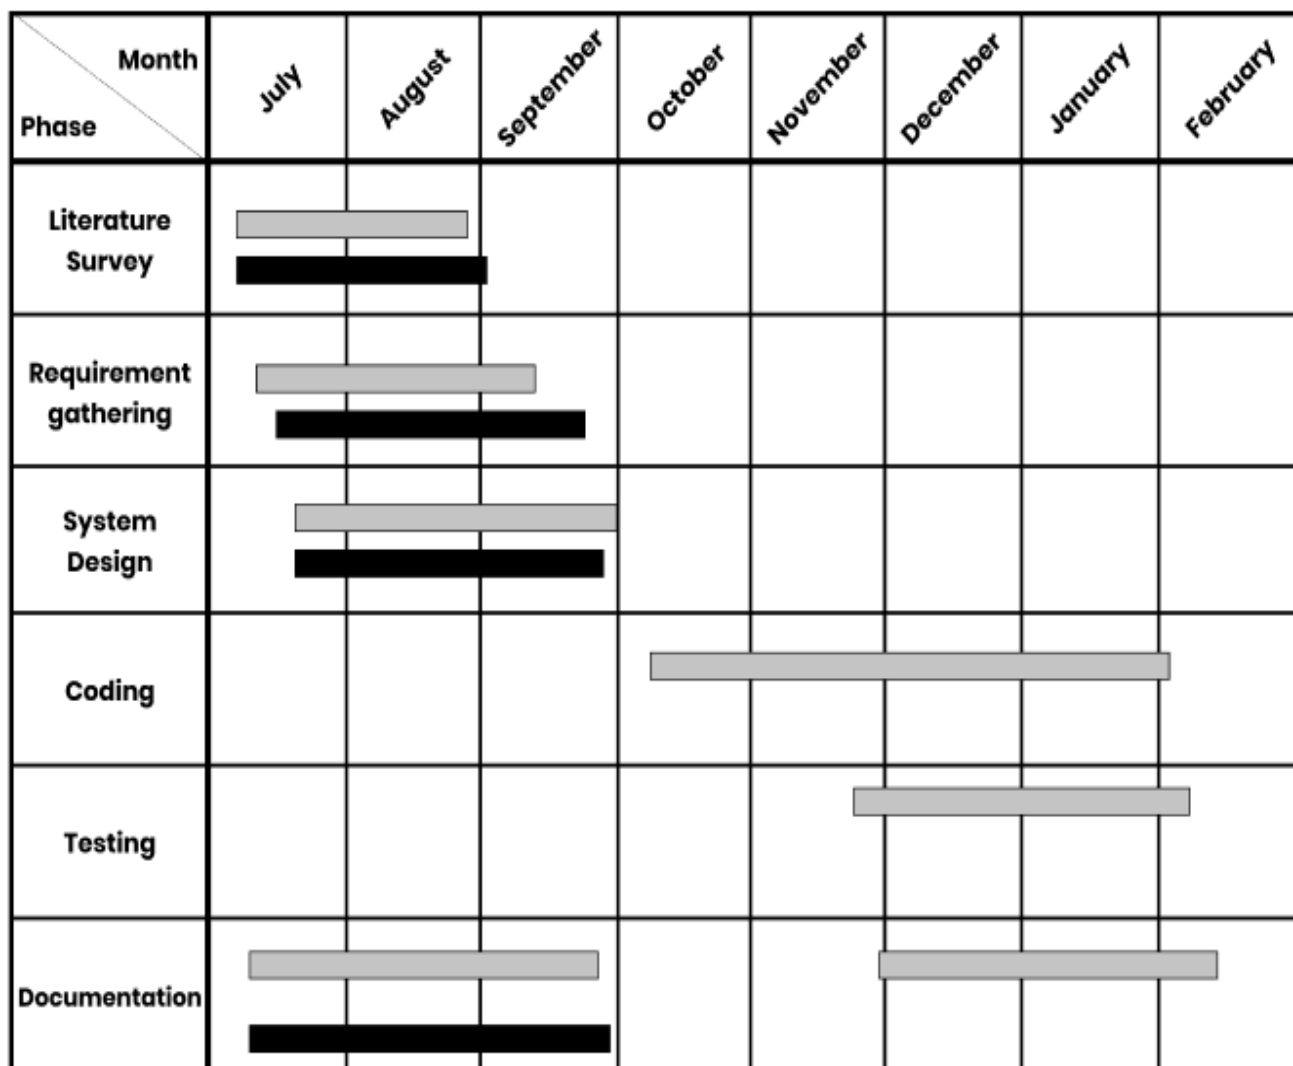 Month
Phase
July
August
September
October
November
December
January
February
Literature
Survey
Requirement
gathering
System
Design
Coding
Testing
Documentation